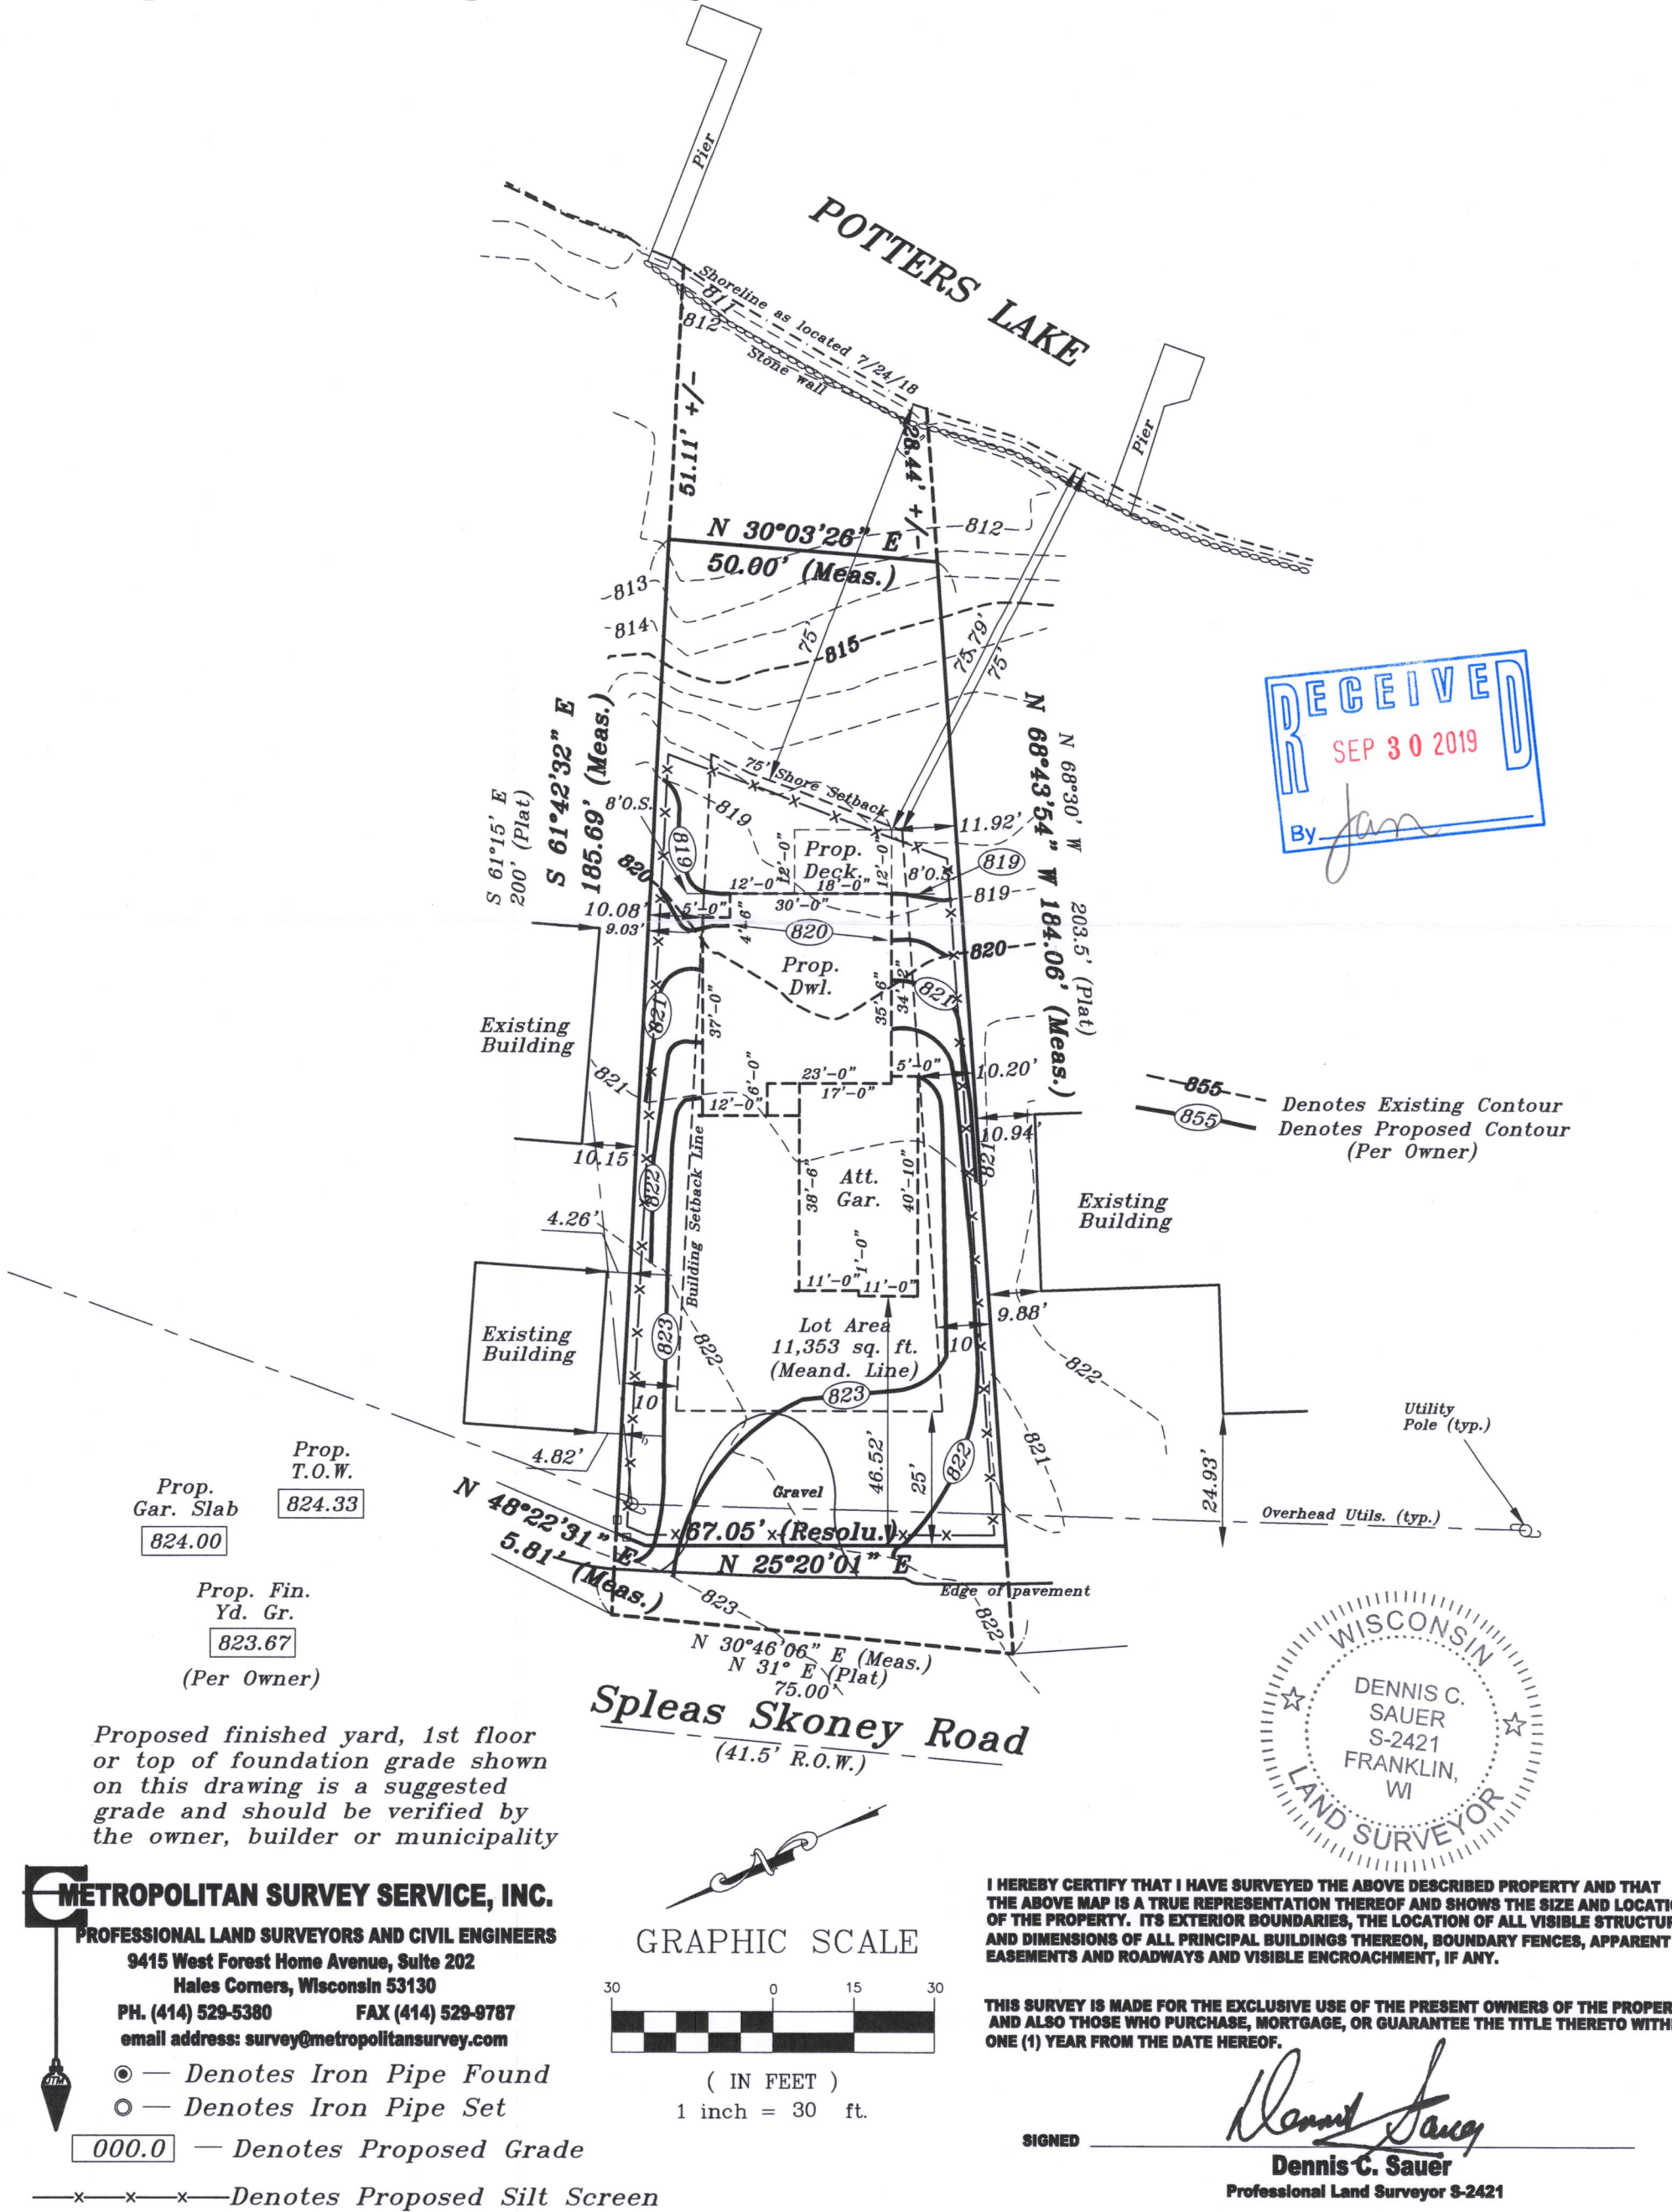 Pier
POTTERS LAKE
Shoreline as located 7/24/18
811
812
Stone wall
Pier
51.11' +/-
28.44' +/-
N 30°03'26" E
50.00' (Meas.)
812
813
814
815
75'
75.79'
75'
RECEIVED
SEP 30 2019
By Jan
S 61°15' E
200' (Plat)
S 61°42'32" E
185.69' (Meas.)
N 68°43'54" W 184.06' (Meas.)
N 68°30' W 203.5' (Plat)
75' Shore Setback
8'O.S.
819
819
820
11.92'
Prop.
Deck.
12'-0"
12'-0"
8'O.S.
819
12'-0"
18'-0"
30'-0"
819
10.08'
5'-0"
4'-6"
9.03'
820
820
Prop.
Dwl.
821
37'-0"
35'-6"
34'-2"
821
Existing
Building
821
23'-0"
5'-0"
17'-0"
6'-0"
12'-0"
10.20'
855
Denotes Existing Contour
855
Denotes Proposed Contour
(Per Owner)
10.94'
821
10.15'
822
Building Setback Line
38'-6"
Att.
Gar.
40'-10"
Existing
Building
4.26'
1'-0"
11'-0"
11'-0"
9.88'
Existing
Building
823
822
Lot Area
11,353 sq. ft.
(Meand. Line)
10
822
823
10
4.82'
46.52'
25'
822
821
24.93'
Utility
Pole (typ.)
Prop.
T.O.W.
824.33
Prop.
Gar. Slab
824.00
Gravel
Overhead Utils. (typ.)
N 48°22'31" E
5.81' (Meas.)
67.05' (Resolu.)
N 25°20'01" E
Edge of pavement
823
822
Prop. Fin.
Yd. Gr.
823.67
(Per Owner)
N 30°46'06" E (Meas.)
N 31° E (Plat)
75.00'
Spleas Skoney Road
(41.5' R.O.W.)
WISCONSIN
DENNIS C.
SAUER
S-2421
FRANKLIN,
WI
LAND SURVEYOR
Proposed finished yard, 1st floor
or top of foundation grade shown
on this drawing is a suggested
grade and should be verified by
the owner, builder or municipality
N
METROPOLITAN SURVEY SERVICE, INC.
PROFESSIONAL LAND SURVEYORS AND CIVIL ENGINEERS
9415 West Forest Home Avenue, Suite 202
Hales Corners, Wisconsin 53130
PH. (414) 529-5380 FAX (414) 529-9787
email address: survey@metropolitansurvey.com
JTM
— Denotes Iron Pipe Found
— Denotes Iron Pipe Set
000.0 — Denotes Proposed Grade
—x—x—x—Denotes Proposed Silt Screen
GRAPHIC SCALE
30 0 15 30
( IN FEET )
1 inch = 30 ft.
I HEREBY CERTIFY THAT I HAVE SURVEYED THE ABOVE DESCRIBED PROPERTY AND THAT
THE ABOVE MAP IS A TRUE REPRESENTATION THEREOF AND SHOWS THE SIZE AND LOCATI
OF THE PROPERTY. ITS EXTERIOR BOUNDARIES, THE LOCATION OF ALL VISIBLE STRUCTUR
AND DIMENSIONS OF ALL PRINCIPAL BUILDINGS THEREON, BOUNDARY FENCES, APPARENT
EASEMENTS AND ROADWAYS AND VISIBLE ENCROACHMENT, IF ANY.
THIS SURVEY IS MADE FOR THE EXCLUSIVE USE OF THE PRESENT OWNERS OF THE PROPER
AND ALSO THOSE WHO PURCHASE, MORTGAGE, OR GUARANTEE THE TITLE THERETO WITH
ONE (1) YEAR FROM THE DATE HEREOF.
SIGNED Dennis Sauer
Dennis C. Sauer
Professional Land Surveyor S-2421